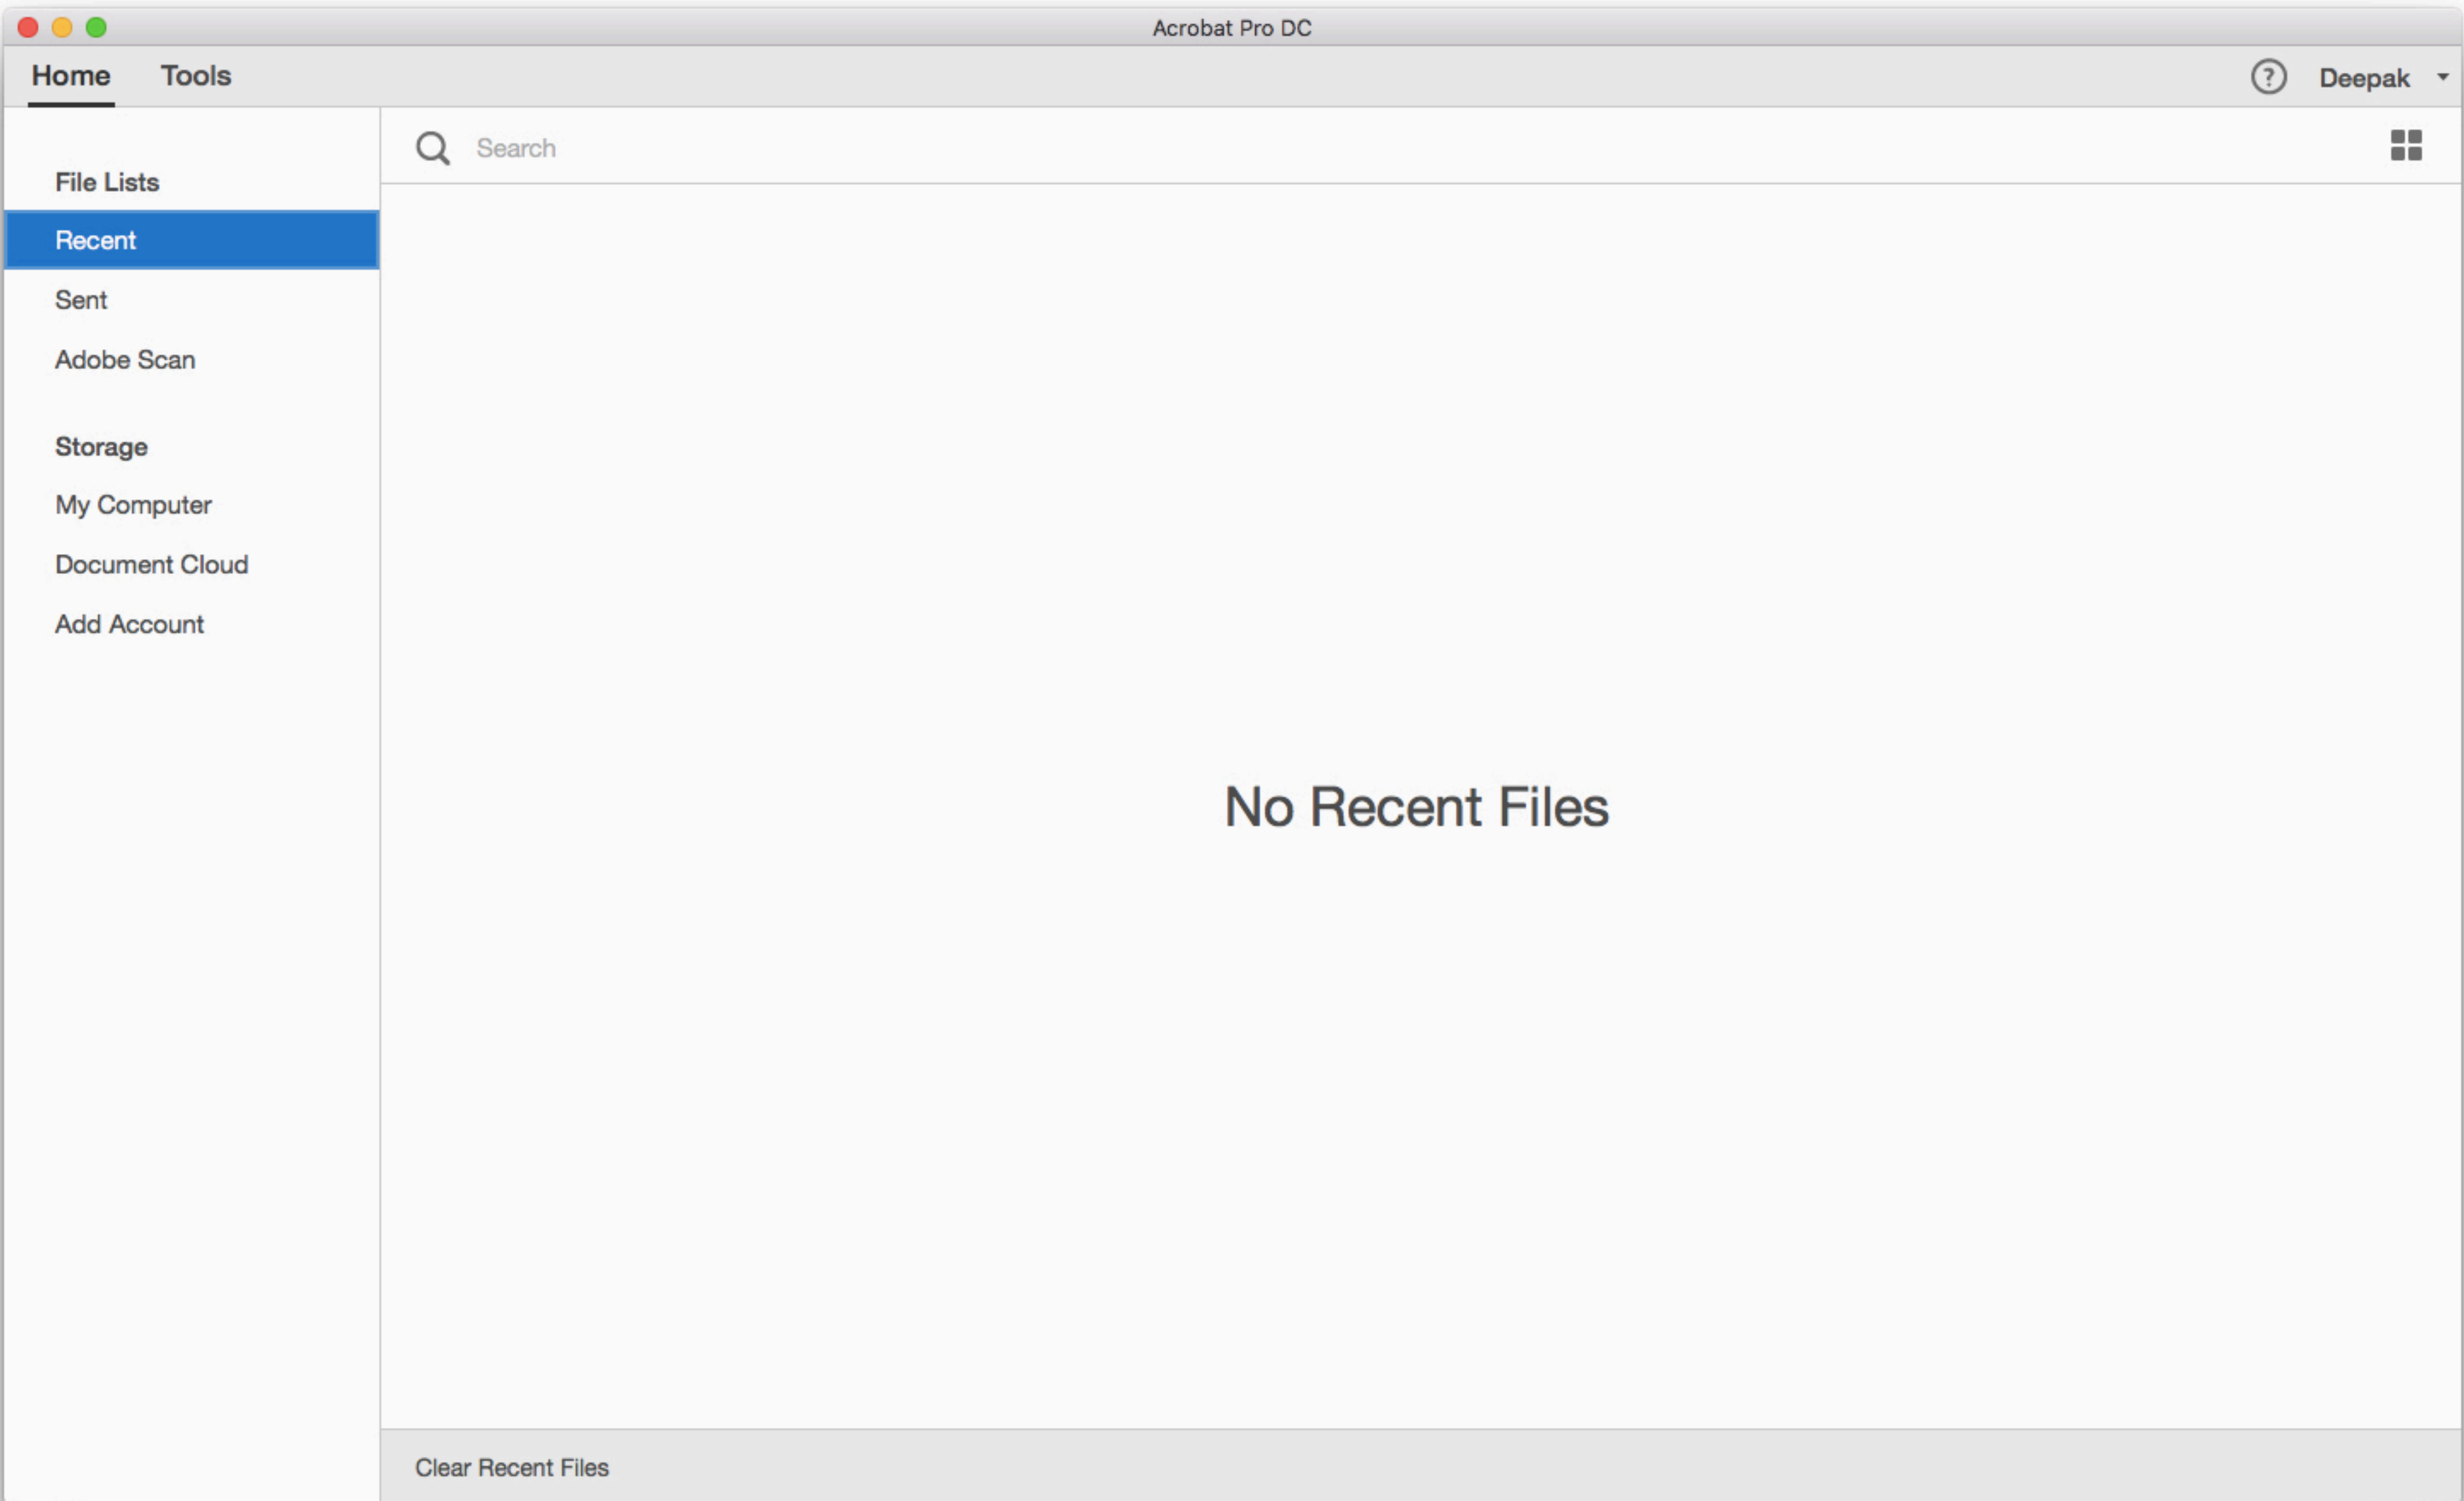 Acrobat Pro DC
Home Tools ? Deepak
Search
File Lists
Recent
Sent
Adobe Scan
Storage
My Computer
Document Cloud
Add Account
No Recent Files
Clear Recent Files